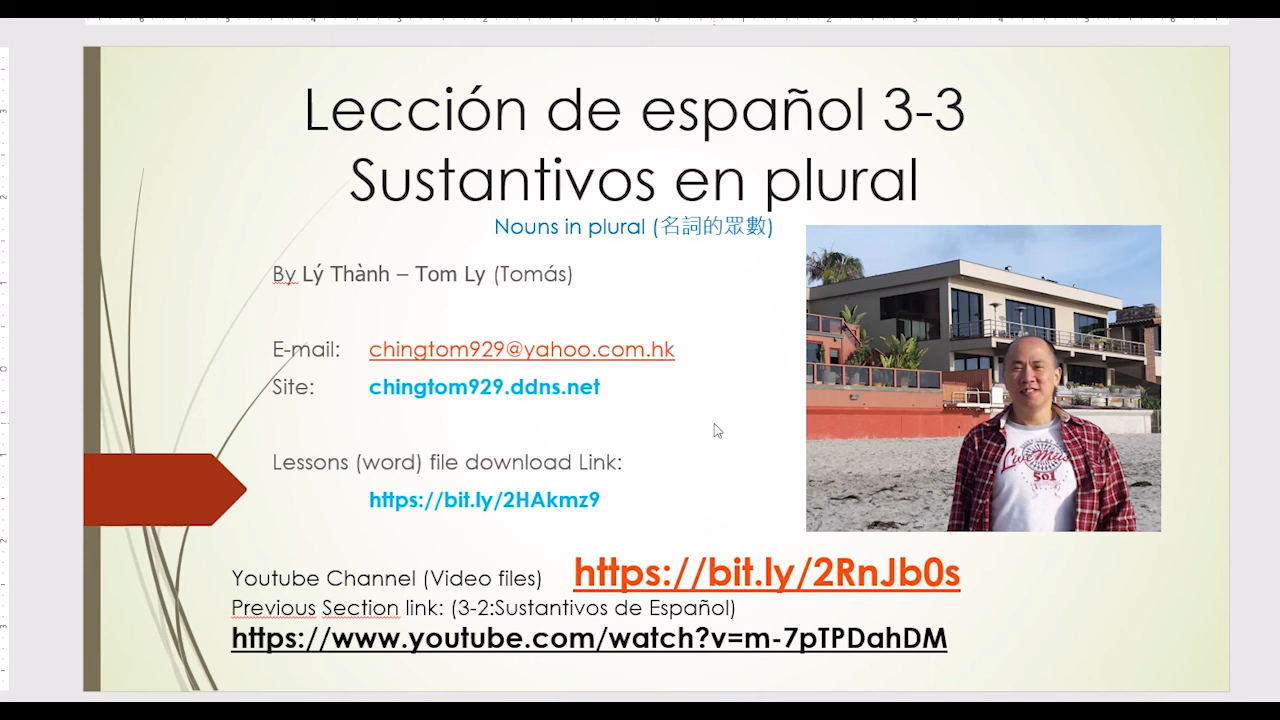 Lección de español 3-3
Sustantivos en plural
Nouns in plural (名詞的眾數)
By Lý Thành – Tom Ly (Tomás)
E-mail: chingtom929@yahoo.com.hk
Site: chingtom929.ddns.net
Lessons (word) file download Link:
https://bit.ly/2HAkmz9
Youtube Channel (Video files) https://bit.ly/2RnJb0s
Previous Section link: (3-2:Sustantivos de Español)
https://www.youtube.com/watch?v=m-7pTPDahDM